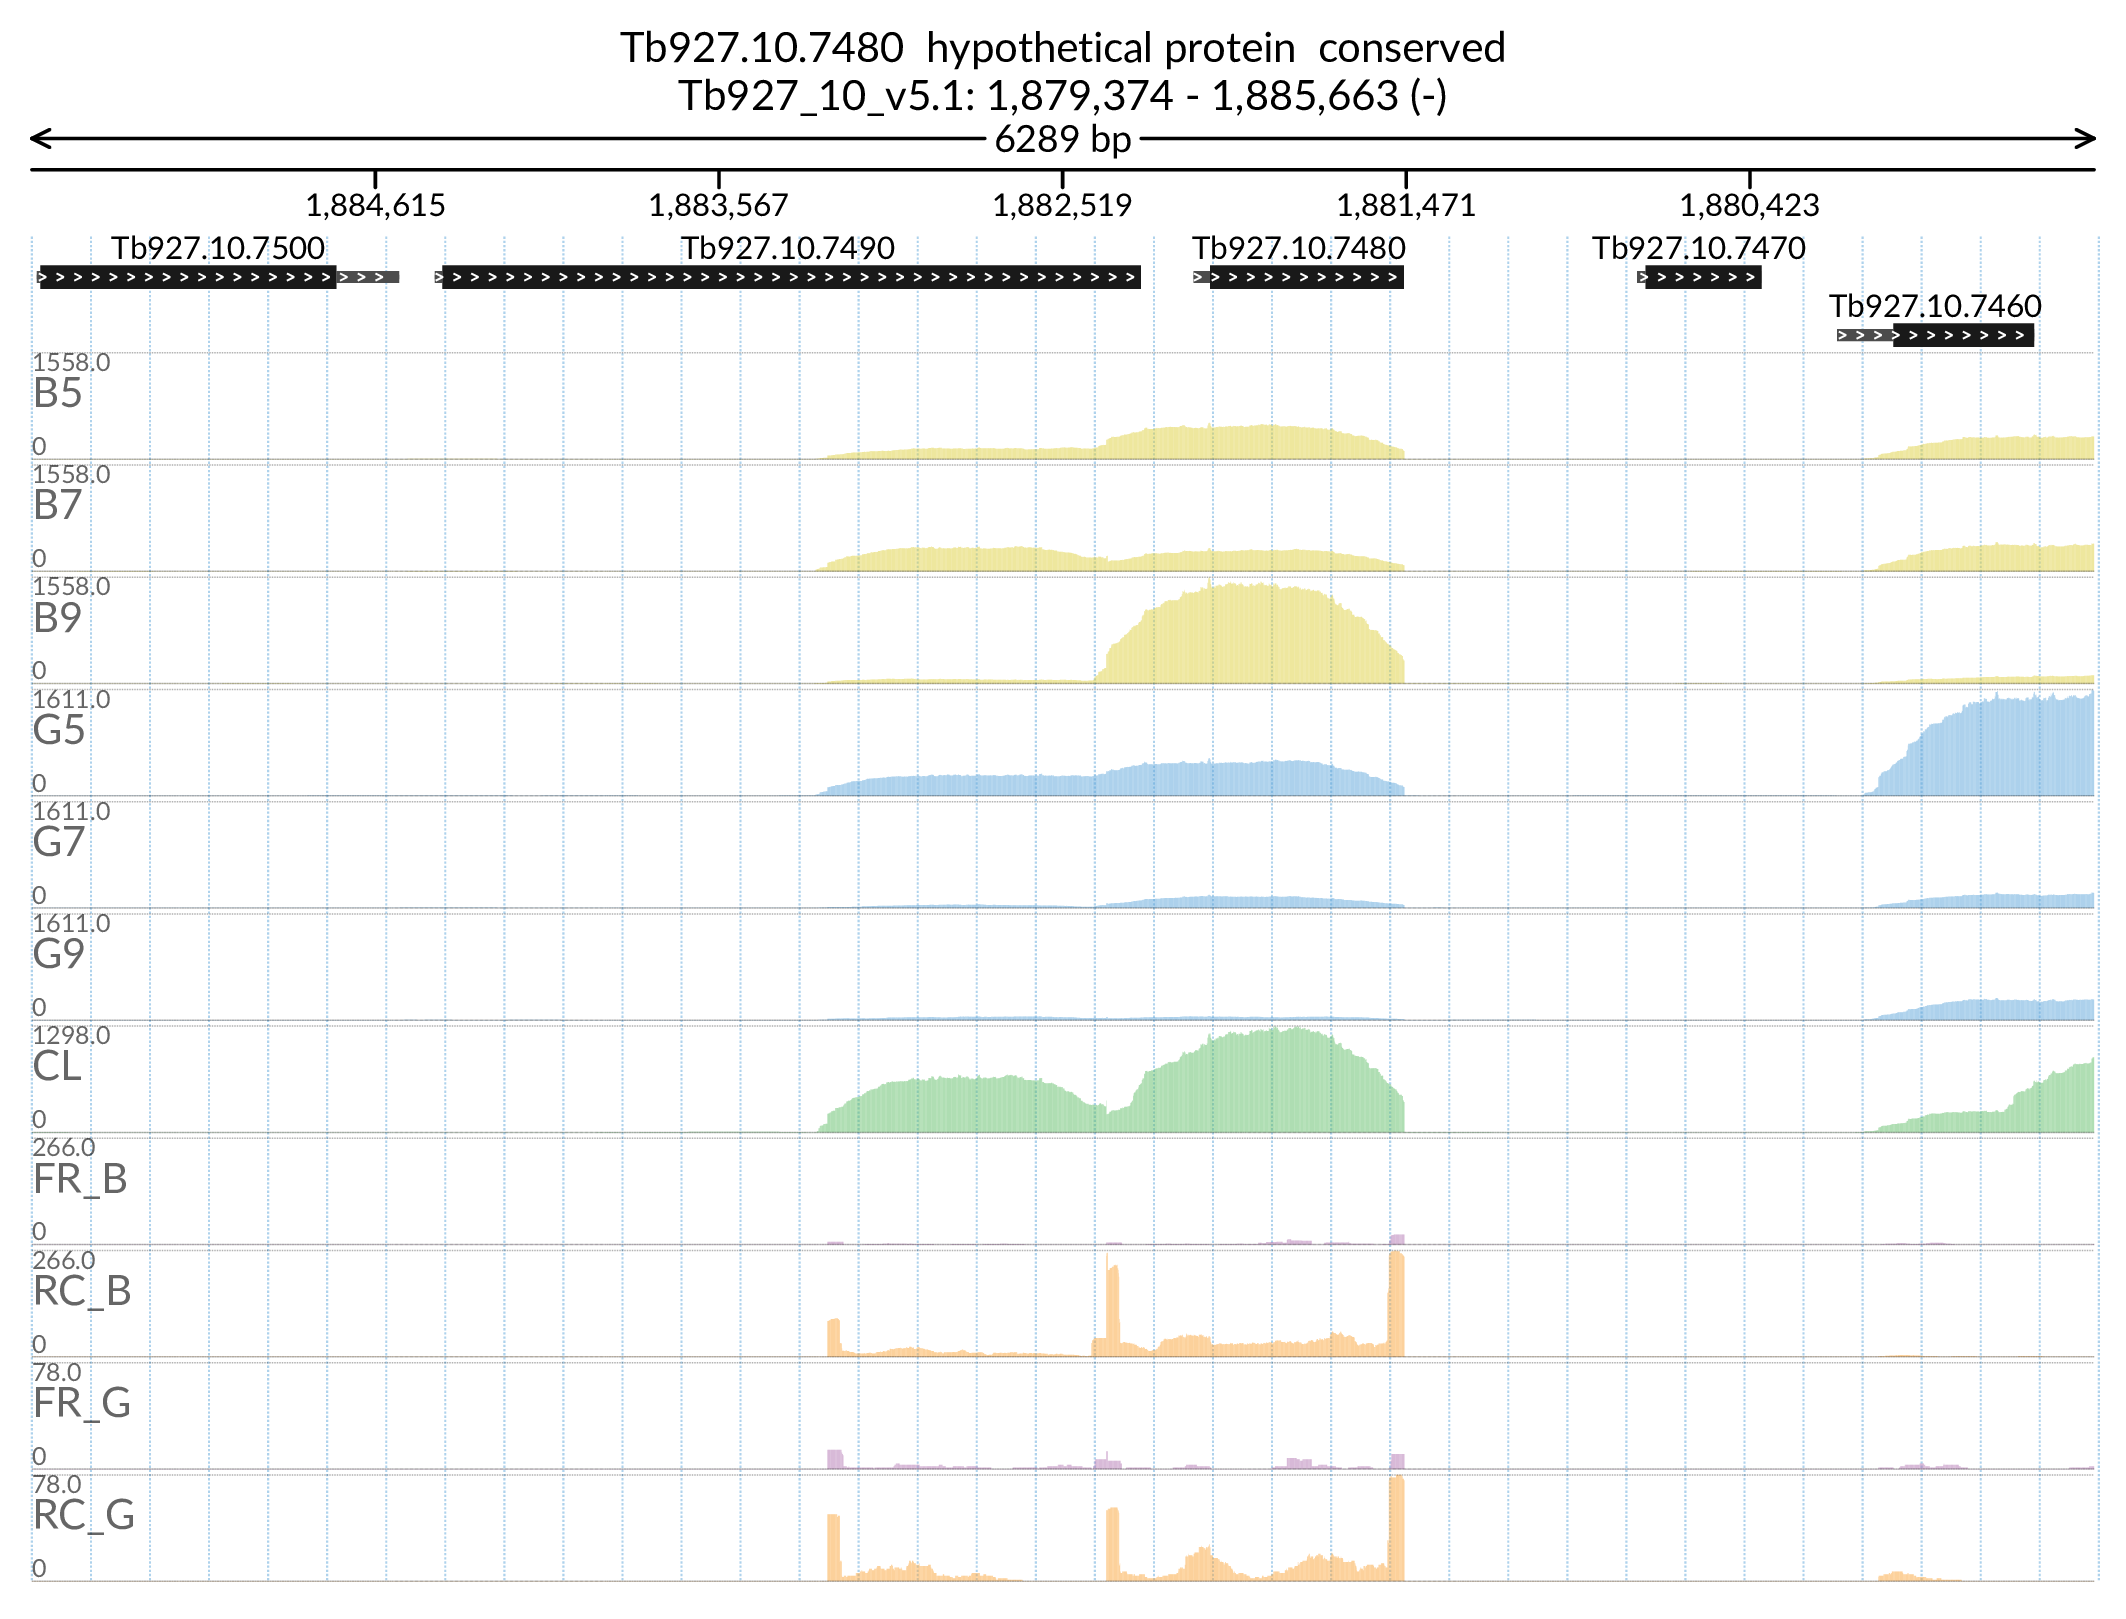 Tb927.10.7480  hypothetical protein  conserved
Tb927_10_v5.1: 1,879,374 - 1,885,663 (-)
6289 bp
1,884,615 1,883,567 1,882,519 1,881,471 1,880,423
Tb927.10.7500 Tb927.10.7490 Tb927.10.7480 Tb927.10.7470
Tb927.10.7460
1558.0
B5
0
1558.0
B7
0
1558.0
B9
0
1611.0
G5
0
1611.0
G7
0
1611.0
G9
0
1298.0
CL
0
266.0
FR_B
0
266.0
RC_B
0
78.0
FR_G
0
78.0
RC_G
0